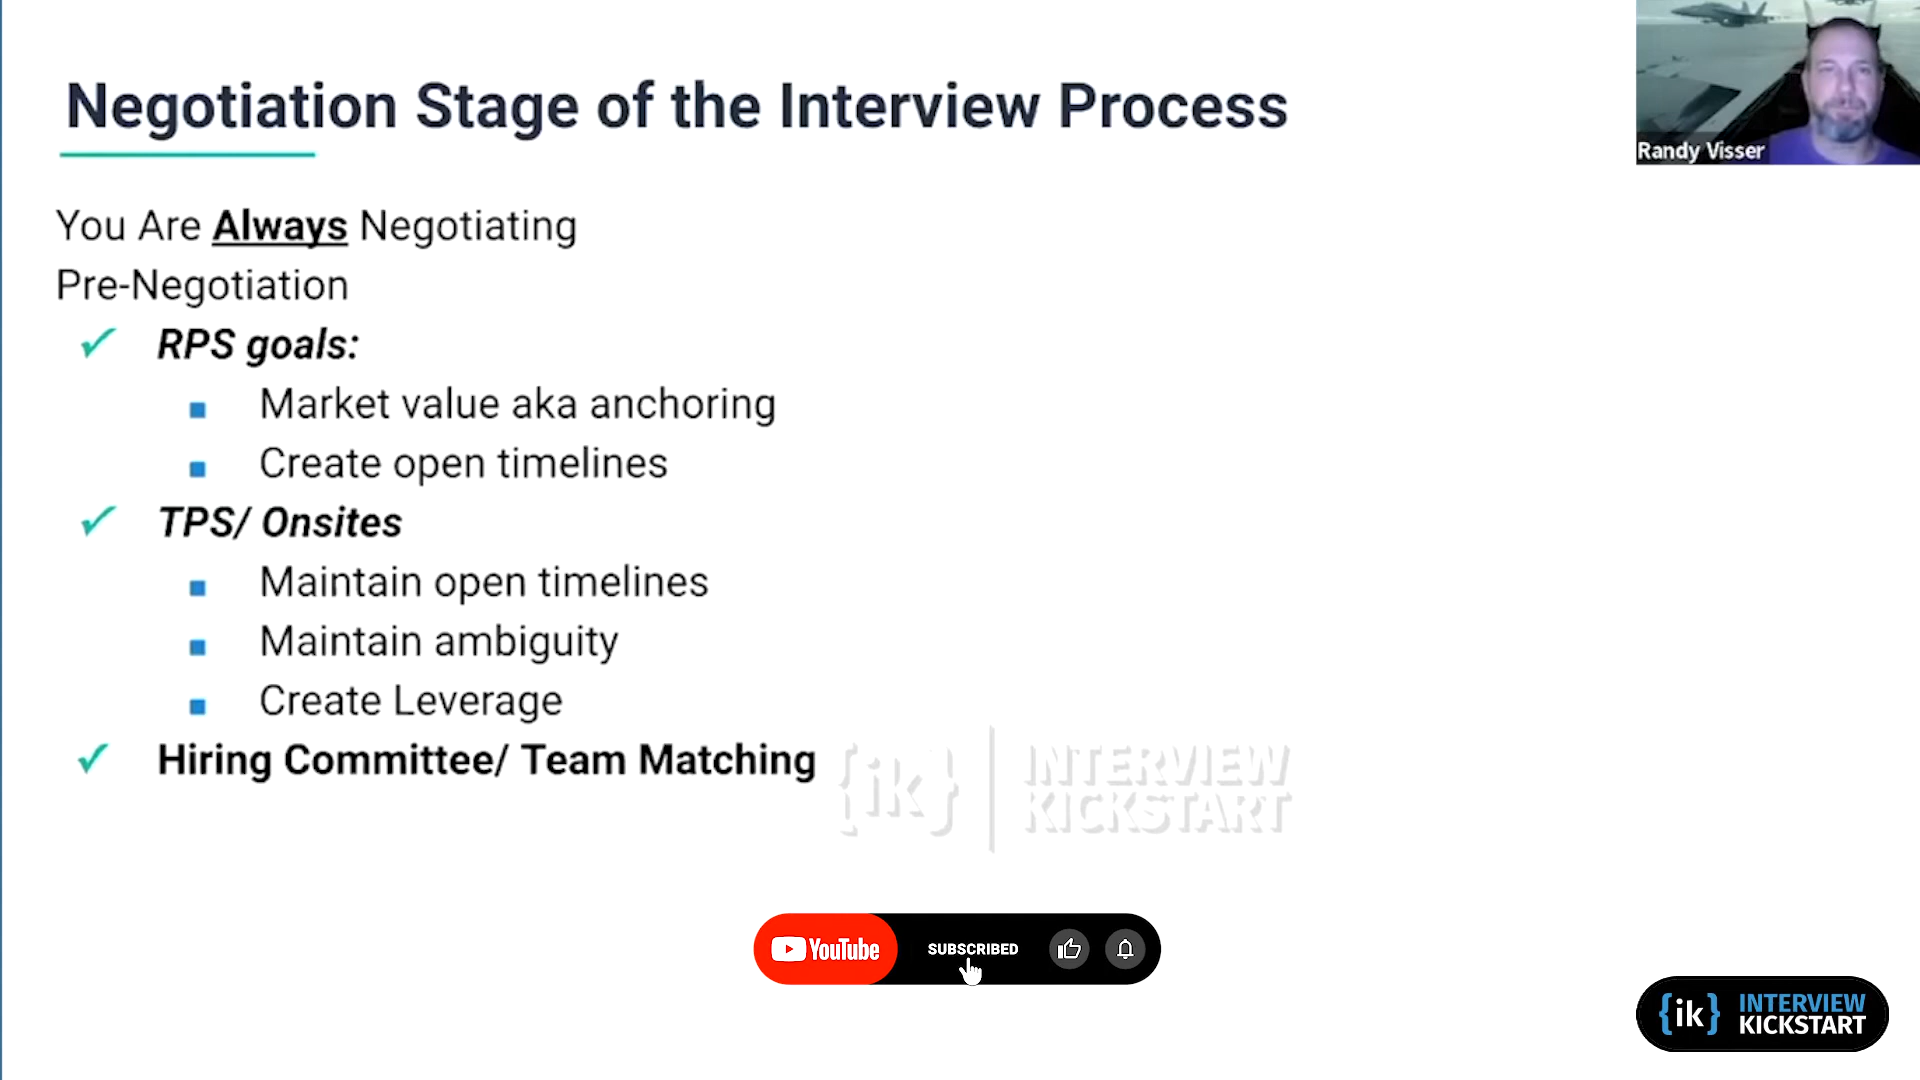 Negotiation Stage of the Interview Process
Randy Visser
You Are Always Negotiating
Pre-Negotiation
RPS goals:
Market value aka anchoring
Create open timelines
TPS/ Onsites
Maintain open timelines
Maintain ambiguity
Create Leverage
Hiring Committee/ Team Matching
{ik} INTERVIEW
KICKSTART
YouTube SUBSCRIBED
{ik} INTERVIEW
KICKSTART